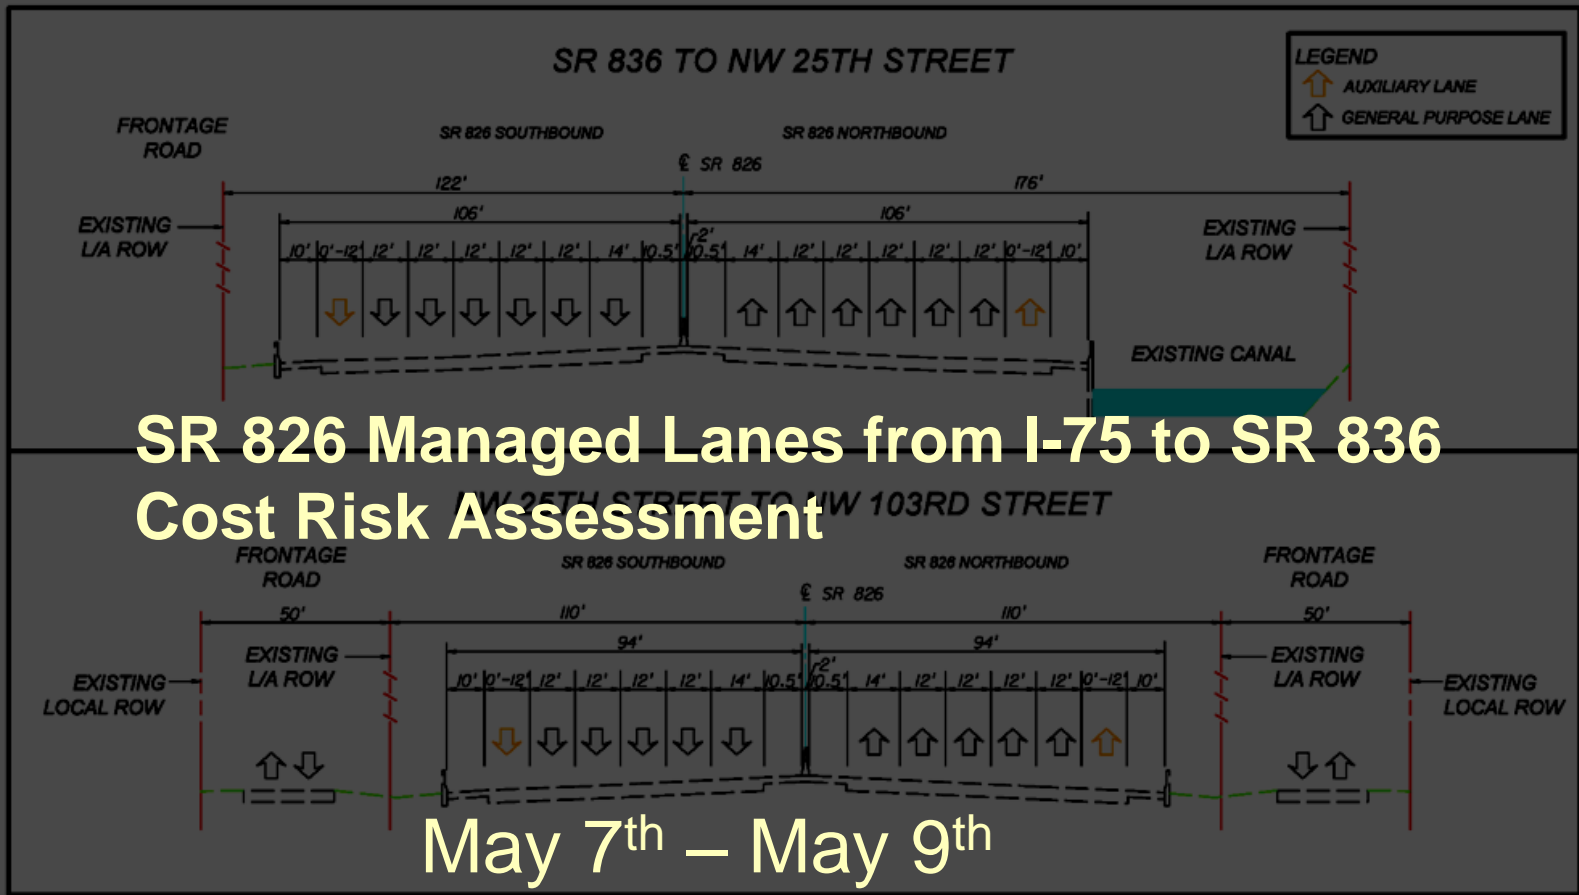 SR 836 TO NW 25TH STREET
LEGEND
AUXILIARY LANE
GENERAL PURPOSE LANE
FRONTAGE
ROAD
SR 826 SOUTHBOUND
SR 826 NORTHBOUND
℄ SR 826
122'
176'
106'
106'
EXISTING
L/A ROW
EXISTING
L/A ROW
2'
10' 0'-12' 12' 12' 12' 12' 12' 14' 10.5' 10.5' 14' 12' 12' 12' 12' 12' 0'-12' 10'
EXISTING CANAL
SR 826 Managed Lanes from I-75 to SR 836
Cost Risk Assessment
NW 25TH STREET TO NW 103RD STREET
FRONTAGE
ROAD
SR 826 SOUTHBOUND
SR 826 NORTHBOUND
FRONTAGE
ROAD
℄ SR 826
50'
110'
110'
50'
94'
94'
EXISTING
L/A ROW
EXISTING
L/A ROW
EXISTING
LOCAL ROW
EXISTING
LOCAL ROW
2'
10' 0'-12' 12' 12' 12' 12' 14' 10.5' 10.5' 14' 12' 12' 12' 12' 0'-12' 10'
May 7th – May 9th